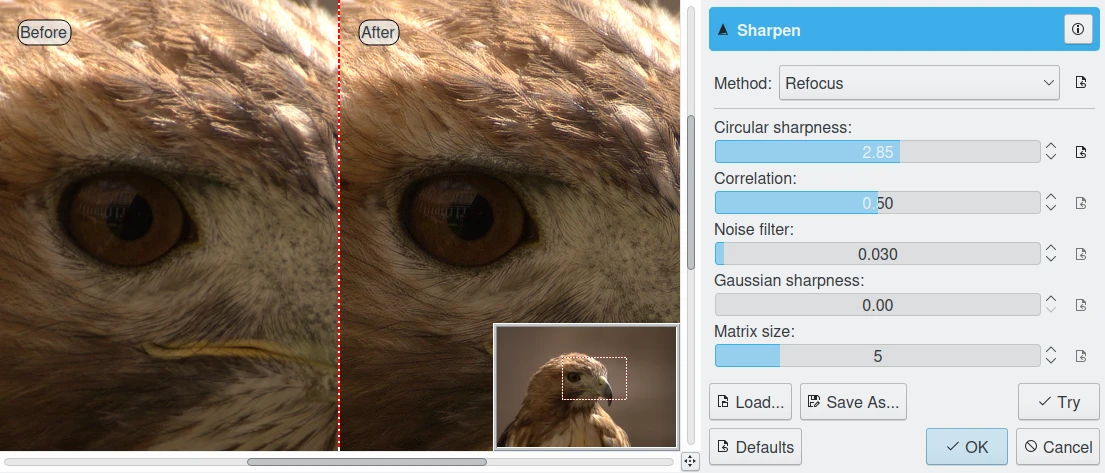 Before
After
Sharpen
Method: Refocus
Circular sharpness:
2.85
Correlation:
0.50
Noise filter:
0.030
Gaussian sharpness:
0.00
Matrix size:
5
Load... Save As... Try
Defaults OK Cancel